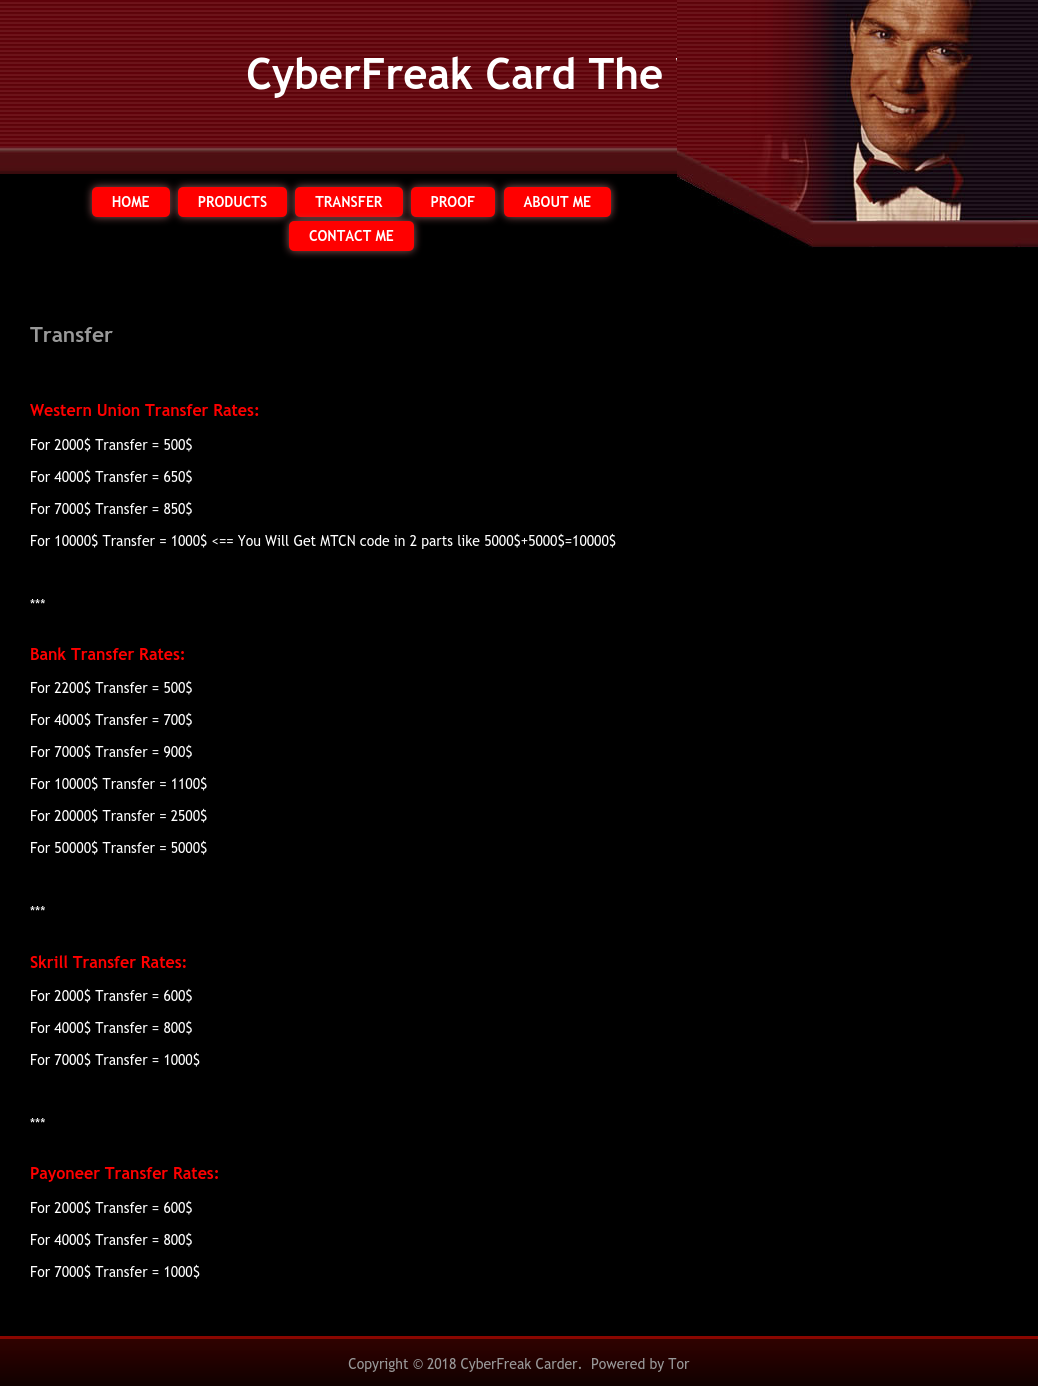 CyberFreak Card The
HOME PRODUCTS TRANSFER PROOF ABOUT ME
CONTACT ME
Transfer
Western Union Transfer Rates:
For 2000$ Transfer = 500$
For 4000$ Transfer = 650$
For 7000$ Transfer = 850$
For 10000$ Transfer = 1000$ <== You Will Get MTCN code in 2 parts like 5000$+5000$=10000$
***
Bank Transfer Rates:
For 2200$ Transfer = 500$
For 4000$ Transfer = 700$
For 7000$ Transfer = 900$
For 10000$ Transfer = 1100$
For 20000$ Transfer = 2500$
For 50000$ Transfer = 5000$
***
Skrill Transfer Rates:
For 2000$ Transfer = 600$
For 4000$ Transfer = 800$
For 7000$ Transfer = 1000$
***
Payoneer Transfer Rates:
For 2000$ Transfer = 600$
For 4000$ Transfer = 800$
For 7000$ Transfer = 1000$
Copyright © 2018 CyberFreak Carder. Powered by Tor